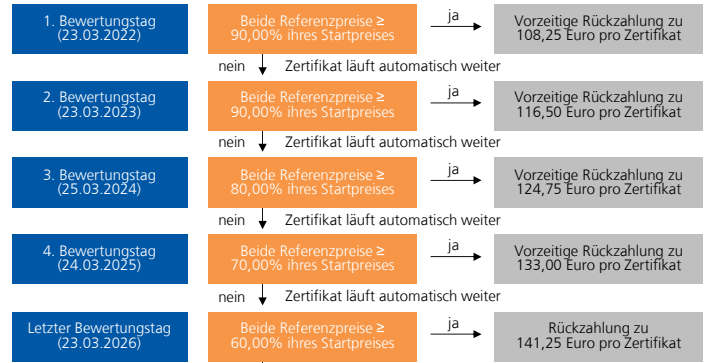 1. Bewertungstag
(23.03.2022)
Beide Referenzpreise ≥
90,00% ihres Startpreises
ja
Vorzeitige Rückzahlung zu
108,25 Euro pro Zertifikat
nein
Zertifikat läuft automatisch weiter
2. Bewertungstag
(23.03.2023)
Beide Referenzpreise ≥
90,00% ihres Startpreises
ja
Vorzeitige Rückzahlung zu
116,50 Euro pro Zertifikat
nein
Zertifikat läuft automatisch weiter
3. Bewertungstag
(25.03.2024)
Beide Referenzpreise ≥
80,00% ihres Startpreises
ja
Vorzeitige Rückzahlung zu
124,75 Euro pro Zertifikat
nein
Zertifikat läuft automatisch weiter
4. Bewertungstag
(24.03.2025)
Beide Referenzpreise ≥
70,00% ihres Startpreises
ja
Vorzeitige Rückzahlung zu
133,00 Euro pro Zertifikat
nein
Zertifikat läuft automatisch weiter
Letzter Bewertungstag
(23.03.2026)
Beide Referenzpreise ≥
60,00% ihres Startpreises
ja
Rückzahlung zu
141,25 Euro pro Zertifikat